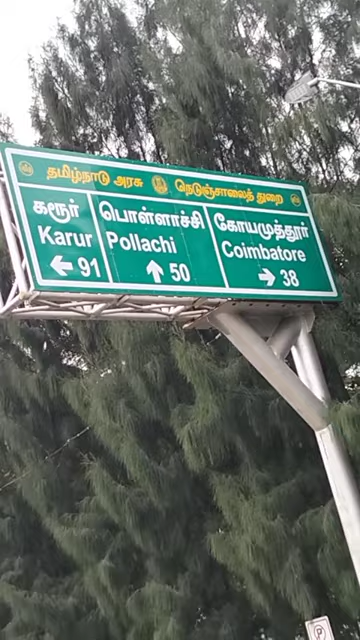 தமிழ்நாடு அரசு நெடுஞ்சாலைத் துறை
கரூர்
Karur
← 91
பொள்ளாச்சி
Pollachi
↑ 50
கோயமுத்தூர்
Coimbatore
→ 38
P